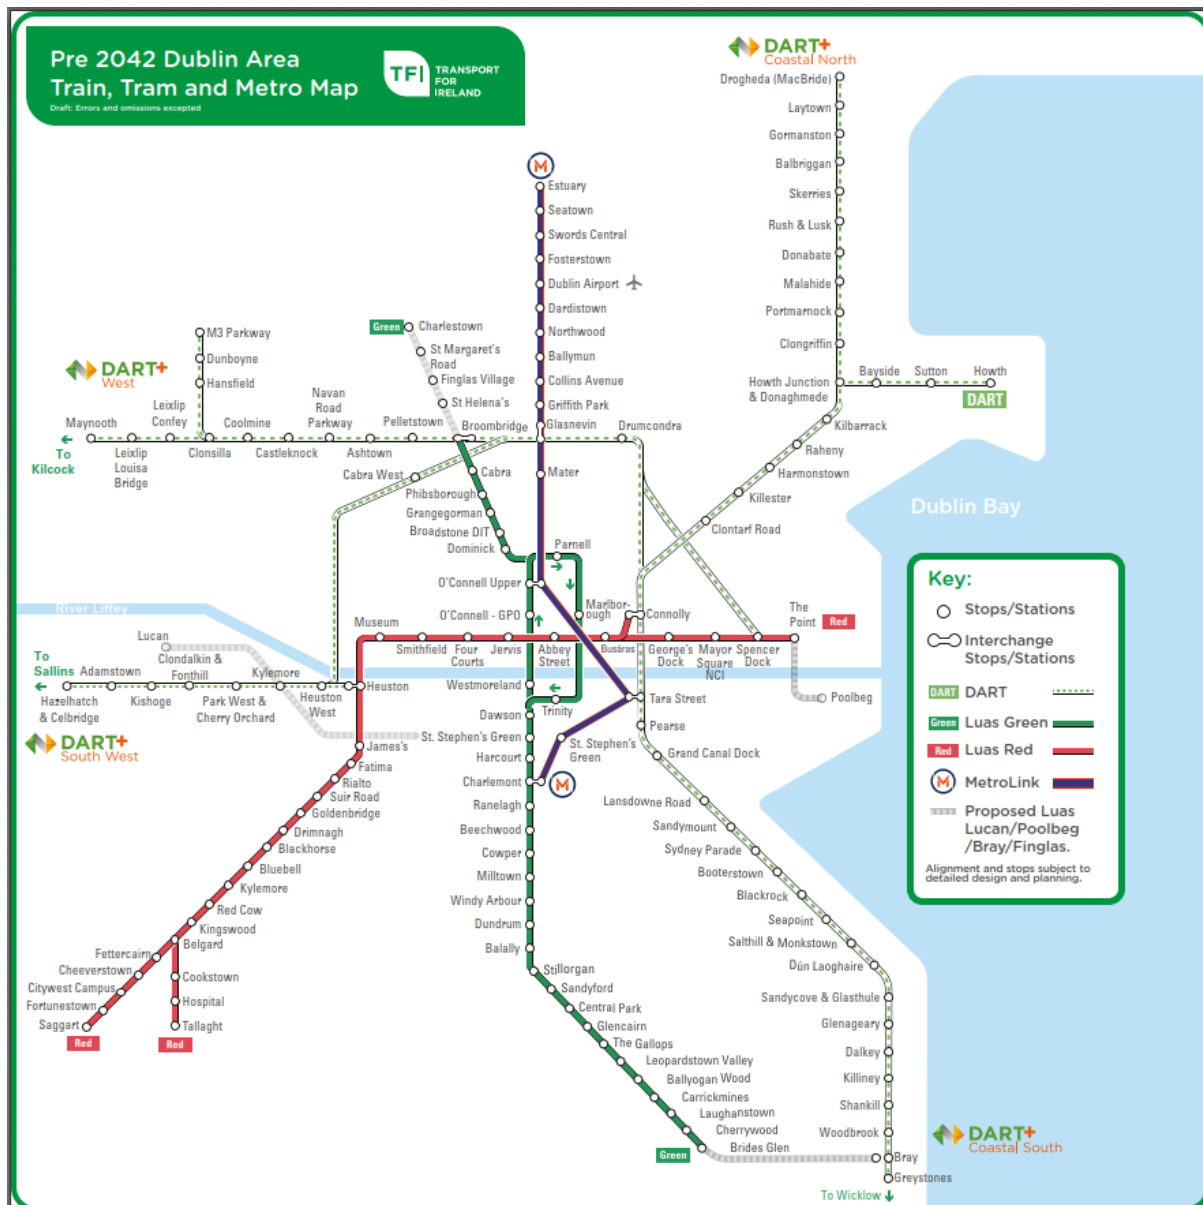 Pre 2042 Dublin Area
Train, Tram and Metro Map
Draft: Errors and omissions excepted
TFI
TRANSPORT
FOR
IRELAND
DART+
Coastal North
Drogheda (MacBride)
Laytown
Gormanston
Balbriggan
Skerries
Rush & Lusk
Donabate
Malahide
Portmarnock
Clongriffin
Howth Junction
& Donaghmede
Bayside
Sutton
Howth
DART
Kilbarrack
Raheny
Harmonstown
Killester
Clontarf Road
M
Estuary
Seatown
Swords Central
Fosterstown
Dublin Airport
Dardistown
Northwood
Ballymun
Collins Avenue
Griffith Park
Glasnevin
Mater
Drumcondra
Green
Charlestown
St Margaret's
Road
Finglas Village
St Helena's
Broombridge
M3 Parkway
Dunboyne
Hansfield
DART+
West
Maynooth
To
Kilcock
Leixlip
Louisa
Bridge
Leixlip
Confey
Clonsilla
Coolmine
Castleknock
Navan
Road
Parkway
Ashtown
Pelletstown
Cabra West
Cabra
Phibsborough
Grangegorman
Broadstone DIT
Dominick
Parnell
O'Connell Upper
O'Connell - GPO
Marlbor-
ough
Connolly
The
Point
Red
River Liffey
Museum
Smithfield
Four
Courts
Jervis
Abbey
Street
Busáras
George's
Dock
Mayor
Square
NCI
Spencer
Dock
Poolbeg
Lucan
To
Sallins
Hazelhatch
& Celbridge
Adamstown
Kishoge
Clondalkin &
Fonthill
Park West &
Cherry Orchard
Kylemore
Heuston
West
Heuston
DART+
South West
Westmoreland
Trinity
Tara Street
Dawson
Pearse
St. Stephen's Green
St. Stephen's
Green
Harcourt
Charlemont
M
Grand Canal Dock
James's
Fatima
Rialto
Suir Road
Goldenbridge
Drimnagh
Blackhorse
Bluebell
Kylemore
Red Cow
Kingswood
Belgard
Fettercairn
Cheeverstown
Citywest Campus
Fortunestown
Saggart
Red
Cookstown
Hospital
Tallaght
Red
Ranelagh
Beechwood
Cowper
Milltown
Windy Arbour
Dundrum
Balally
Stillorgan
Sandyford
Central Park
Glencairn
The Gallops
Leopardstown Valley
Ballyogan Wood
Carrickmines
Laughanstown
Cherrywood
Brides Glen
Green
Lansdowne Road
Sandymount
Sydney Parade
Booterstown
Blackrock
Seapoint
Salthill & Monkstown
Dún Laoghaire
Sandycove & Glasthule
Glenageary
Dalkey
Killiney
Shankill
Woodbrook
Bray
Greystones
To Wicklow
DART+
Coastal South
Dublin Bay
Key:
Stops/Stations
Interchange
Stops/Stations
DART DART
Green Luas Green
Red Luas Red
M MetroLink
Proposed Luas
Lucan/Poolbeg
/Bray/Finglas.
Alignment and stops subject to
detailed design and planning.